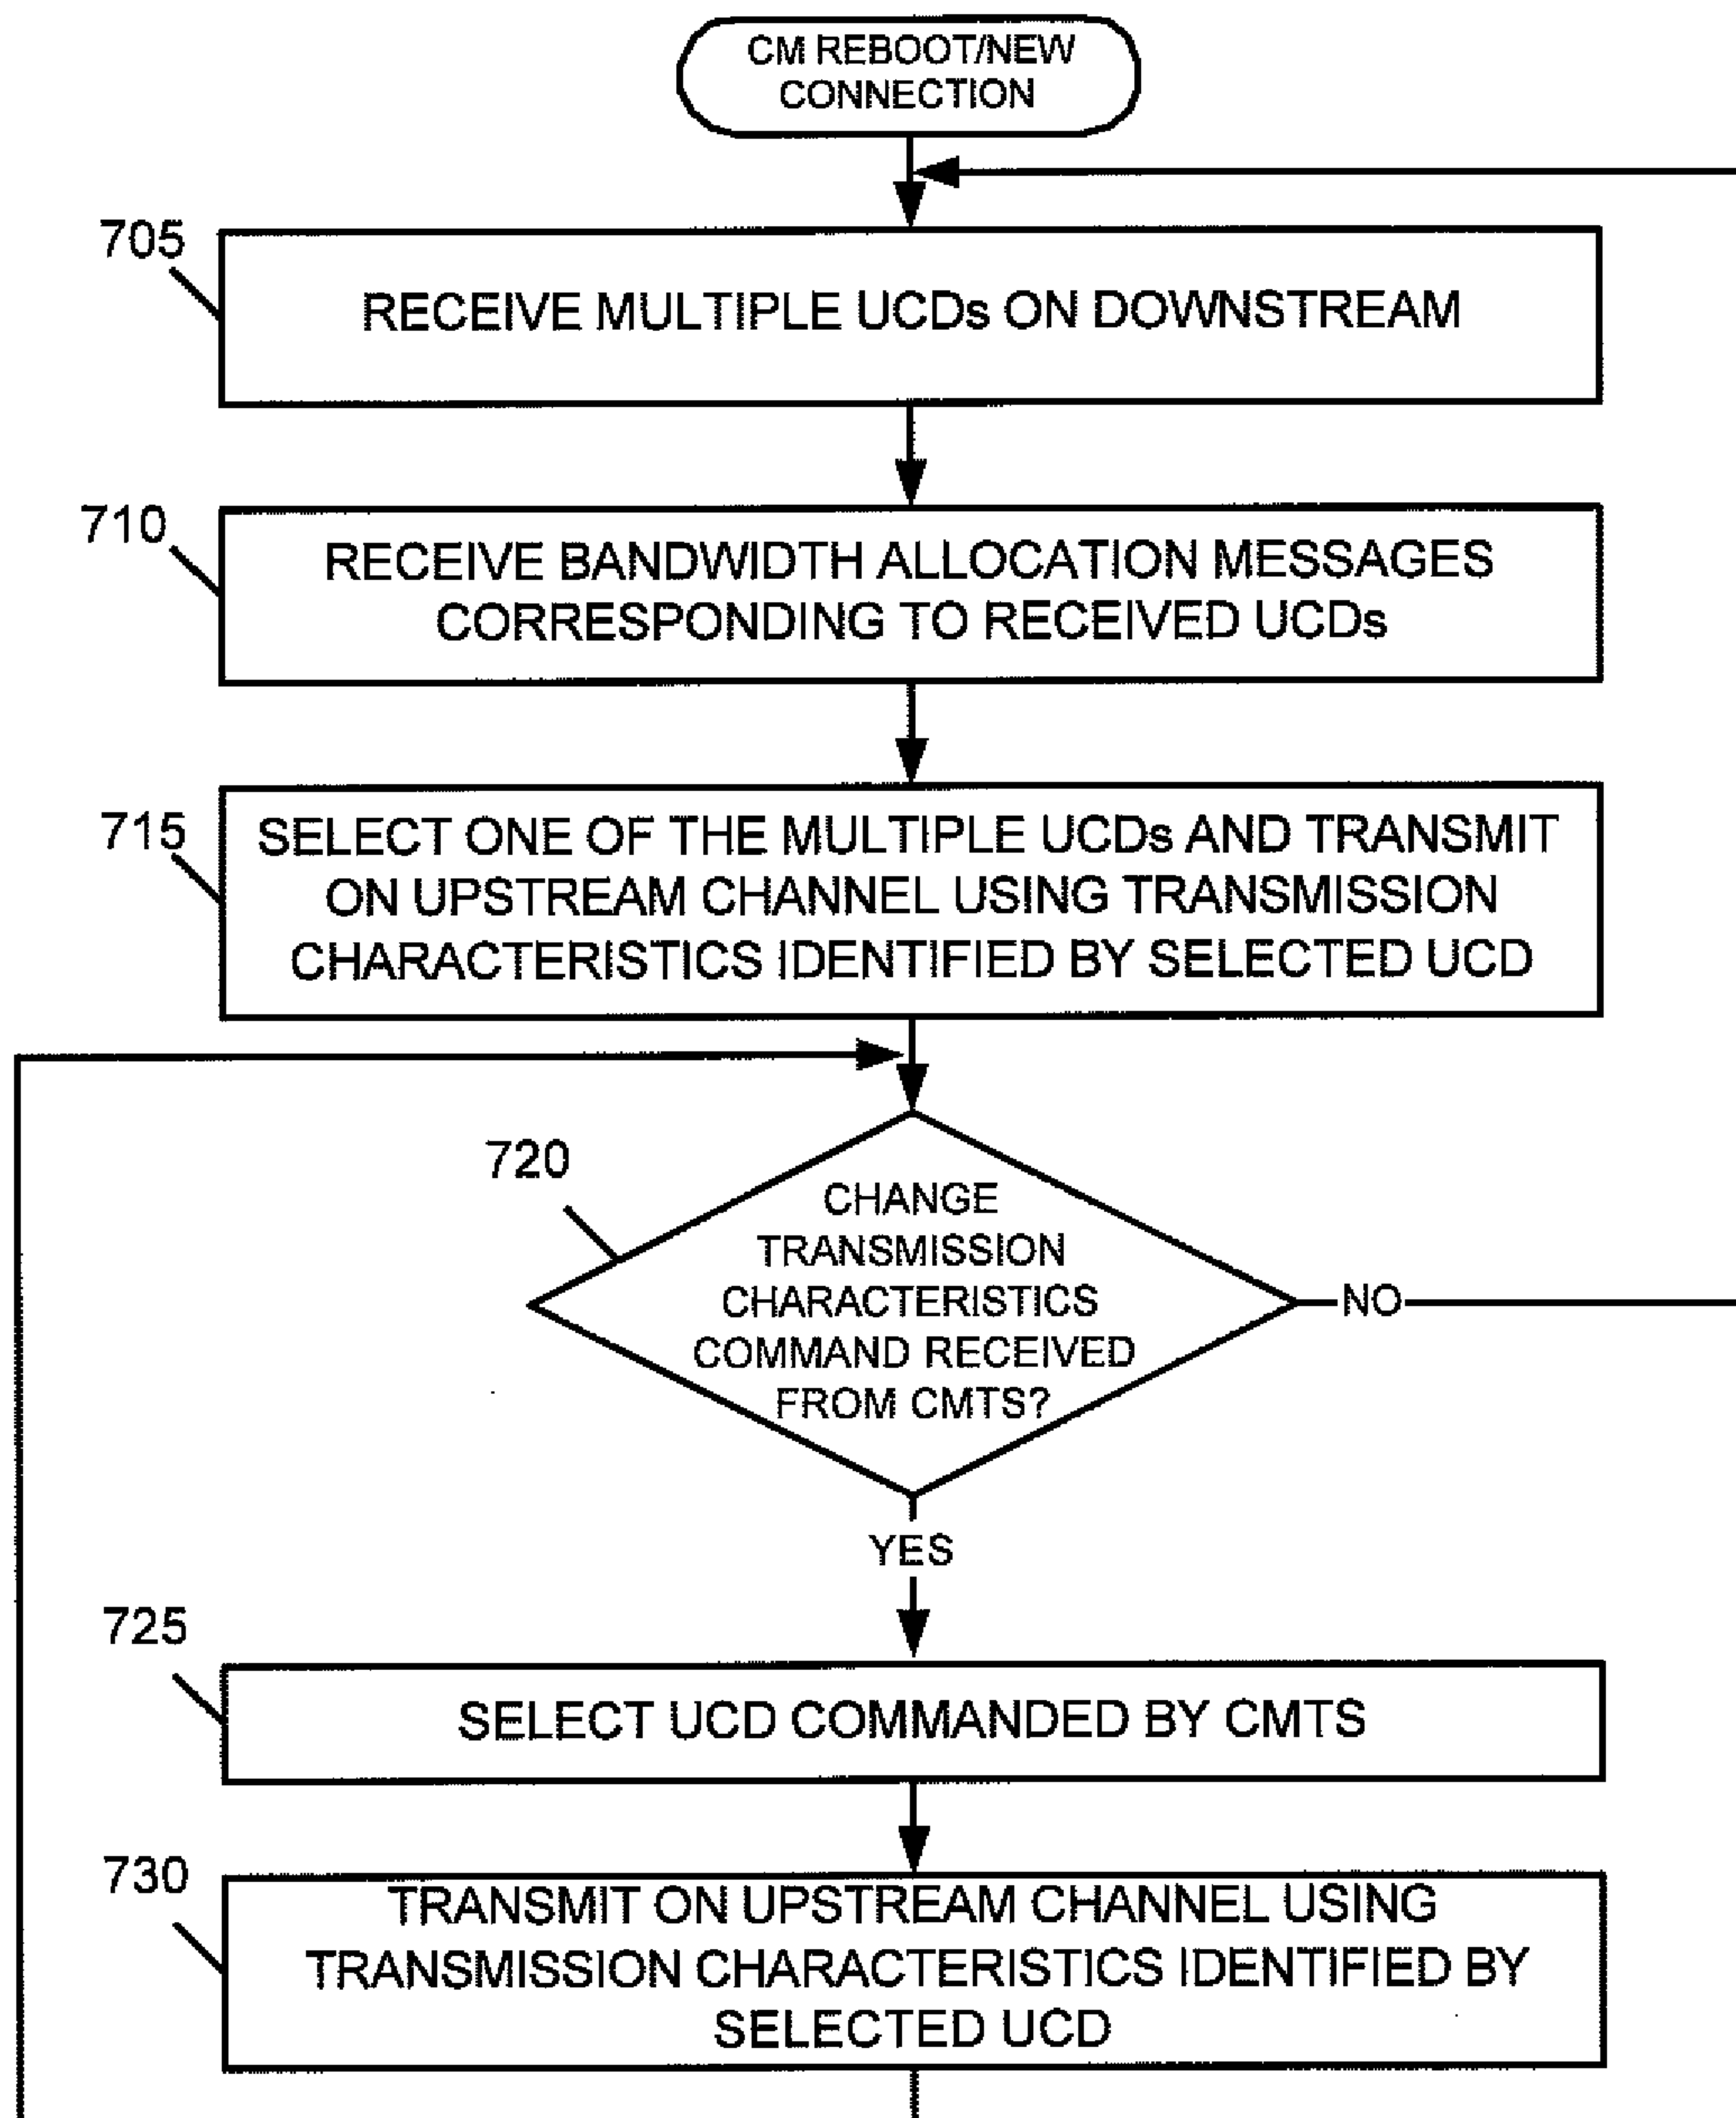 CM REBOOT/NEW
CONNECTION
705
RECEIVE MULTIPLE UCDs ON DOWNSTREAM
710
RECEIVE BANDWIDTH ALLOCATION MESSAGES
CORRESPONDING TO RECEIVED UCDs
715
SELECT ONE OF THE MULTIPLE UCDs AND TRANSMIT
ON UPSTREAM CHANNEL USING TRANSMISSION
CHARACTERISTICS IDENTIFIED BY SELECTED UCD
720
CHANGE
TRANSMISSION
CHARACTERISTICS
COMMAND RECEIVED
FROM CMTS?
NO
YES
725
SELECT UCD COMMANDED BY CMTS
730
TRANSMIT ON UPSTREAM CHANNEL USING
TRANSMISSION CHARACTERISTICS IDENTIFIED BY
SELECTED UCD